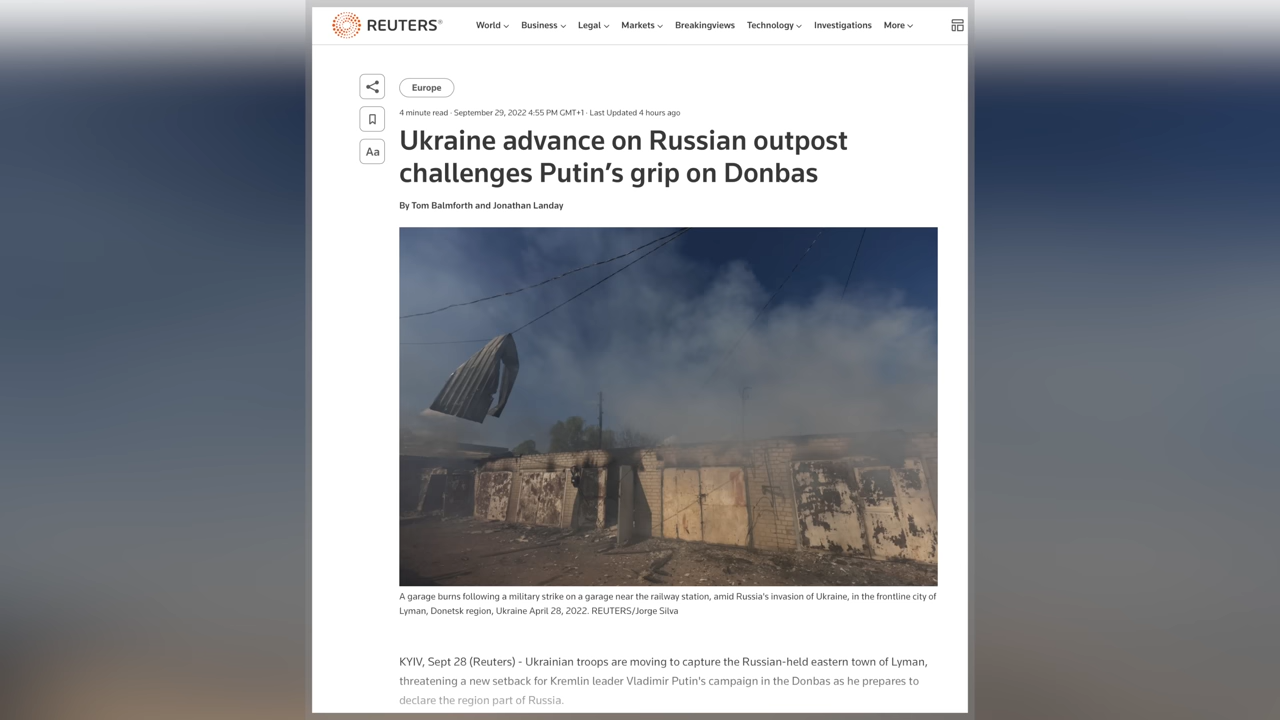 REUTERS®
World Business Legal Markets Breakingviews Technology Investigations More
Europe
4 minute read · September 29, 2022 4:55 PM GMT+1 · Last Updated 4 hours ago
Aa
Ukraine advance on Russian outpost
challenges Putin’s grip on Donbas
By Tom Balmforth and Jonathan Landay
A garage burns following a military strike on a garage near the railway station, amid Russia's invasion of Ukraine, in the frontline city of
Lyman, Donetsk region, Ukraine April 28, 2022. REUTERS/Jorge Silva
KYIV, Sept 28 (Reuters) - Ukrainian troops are moving to capture the Russian-held eastern town of Lyman,
threatening a new setback for Kremlin leader Vladimir Putin's campaign in the Donbas as he prepares to
declare the region part of Russia.